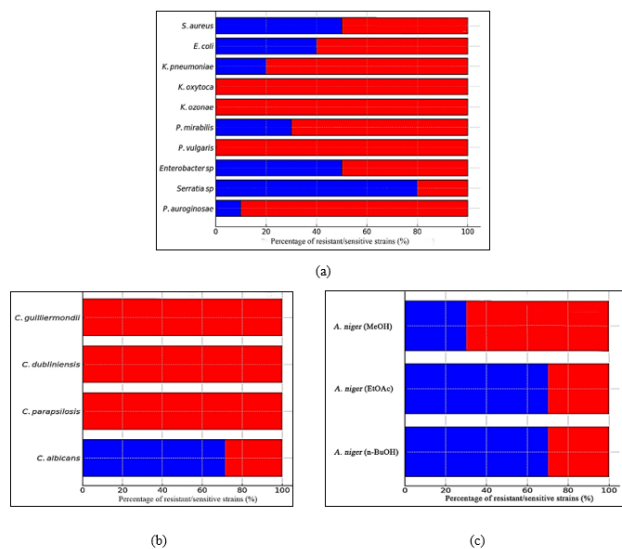 S. aureus
E. coli
K. pneumoniae
K. oxytoca
K. ozonae
P. mirabilis
P. vulgaris
Enterobacter sp
Serratia sp
P. auroginosae
0 20 40 60 80 100
Percentage of resistant/sensitive strains (%)
(a)
C. gulliermondii
C. dubliniensis
C. parapsilosis
C. albicans
0 20 40 60 80 100
Percentage of resistant/sensitive strains (%)
(b)
A. niger (MeOH)
A. niger (EtOAc)
A. niger (n-BuOH)
0 20 40 60 80 100
Percentage of resistant/sensitive strains (%)
(c)